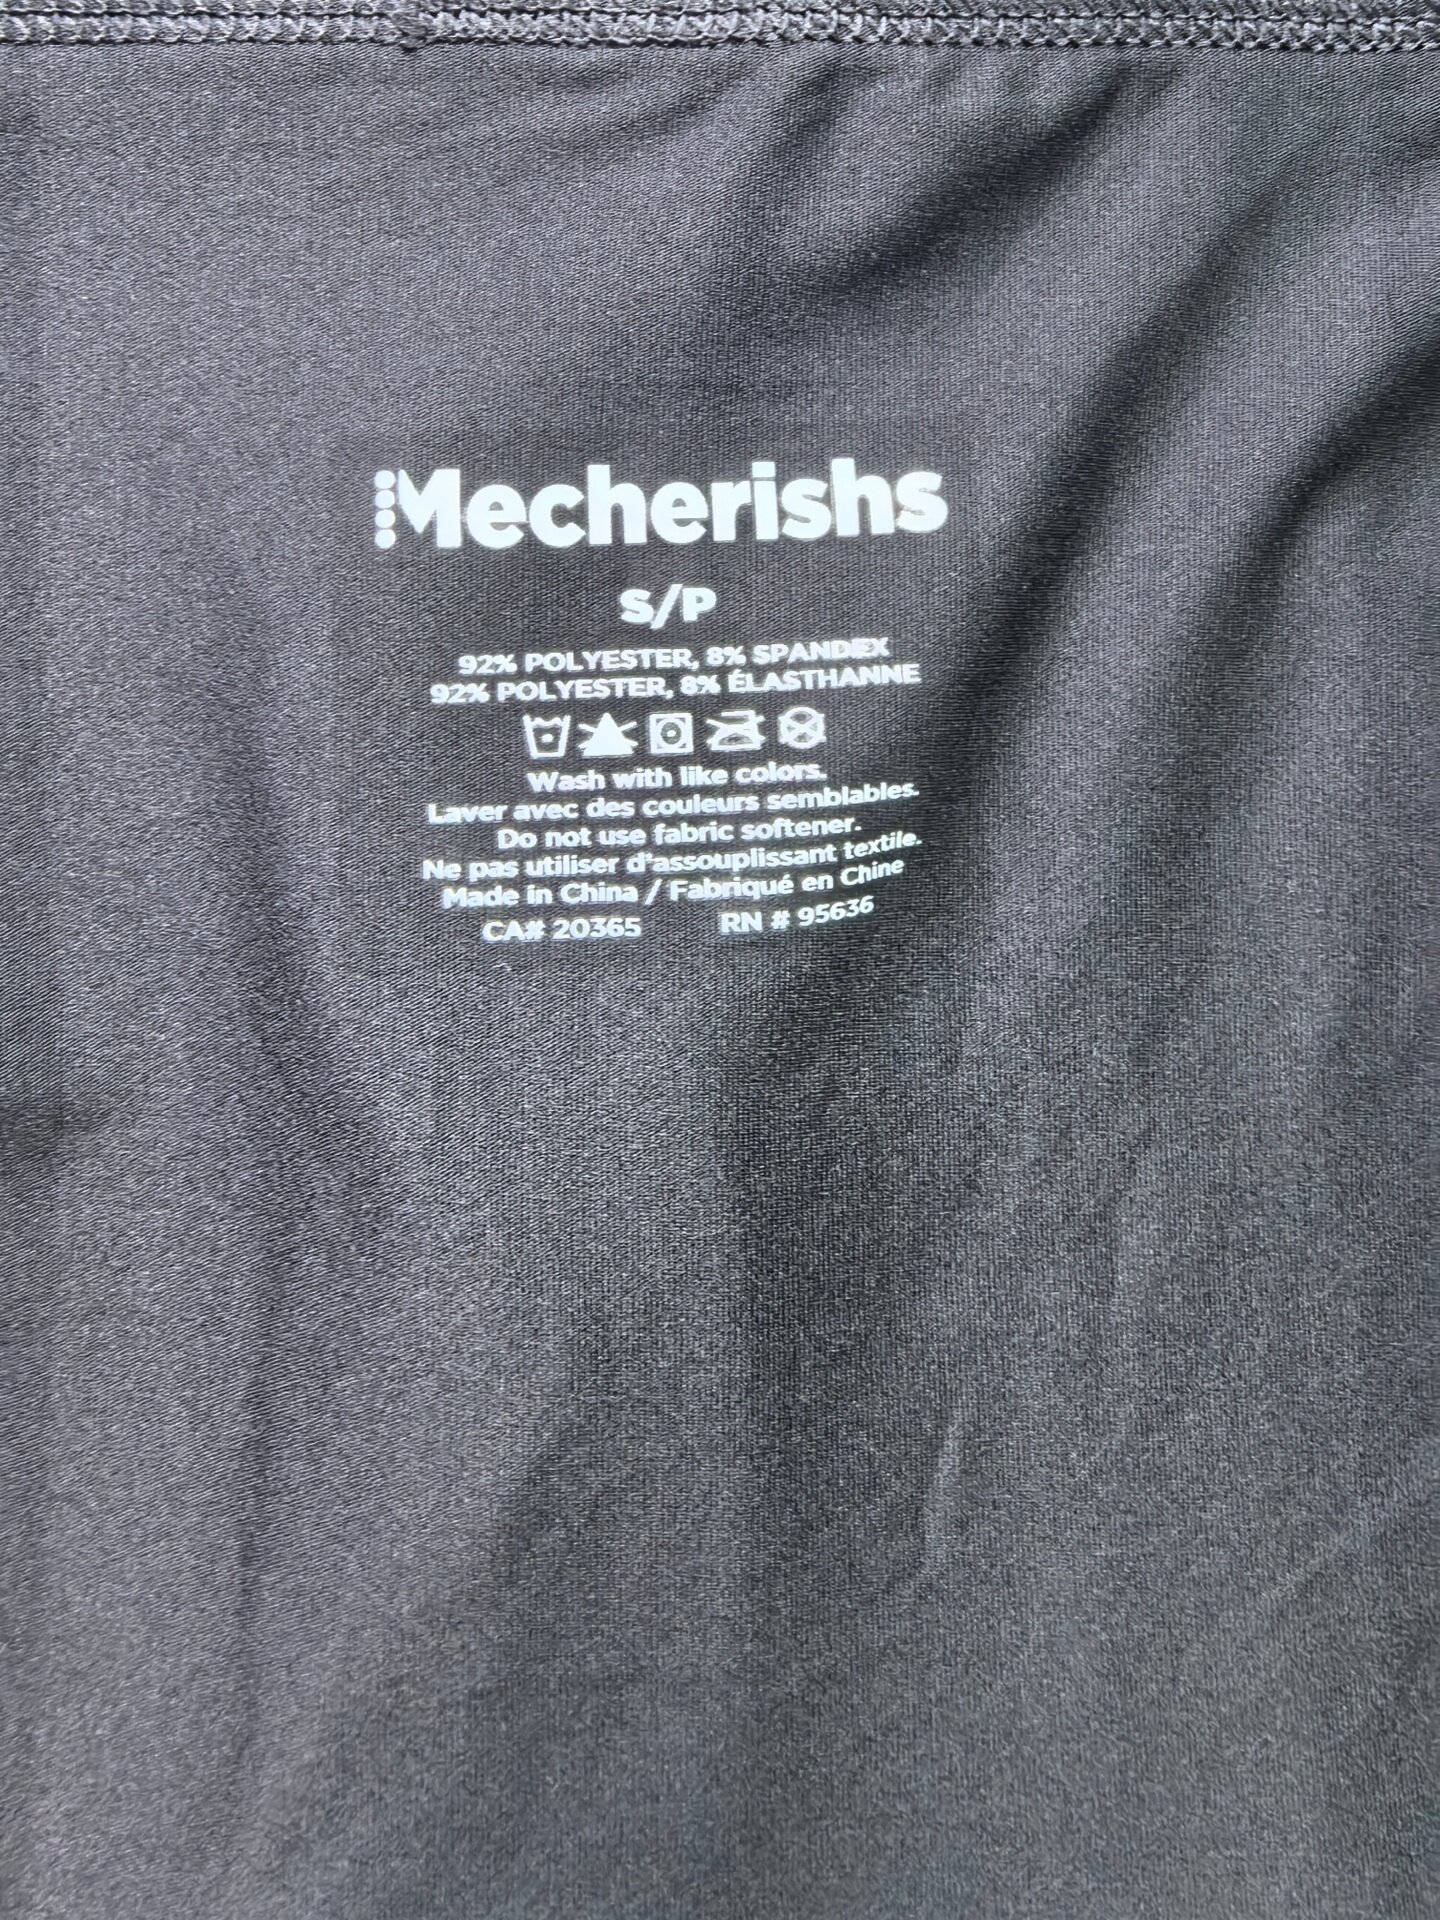 Mecherishs
S/P
92% POLYESTER, 8% SPANDEX
92% POLYESTER, 8% ÉLASTHANNE
Wash with like colors.
Laver avec des couleurs semblables.
Do not use fabric softener.
Ne pas utiliser d'assouplissant textile.
Made in China / Fabriqué en Chine
CA# 20365 RN # 95636